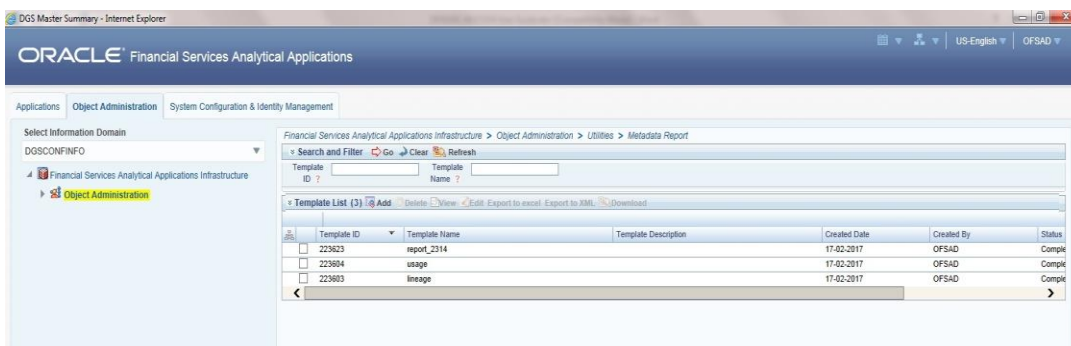 DGS Master Summary - Internet Explorer
US-English OFSAD
ORACLE Financial Services Analytical Applications
Applications Object Administration System Configuration & Identity Management
Select Information Domain
DGSCONFINFO
Financial Services Analytical Applications Infrastructure
Object Administration
Financial Services Analytical Applications Infrastructure > Object Administration > Utilities > Metadata Report
Search and Filter Go Clear Refresh
Template ID ? Template Name ?
Template List (3) Add Delete View Edit Export to excel Export to XML Download
Template ID Template Name Template Description Created Date Created By Status
223623 report_2314 17-02-2017 OFSAD Comple
223604 usage 17-02-2017 OFSAD Comple
223603 lineage 17-02-2017 OFSAD Comple